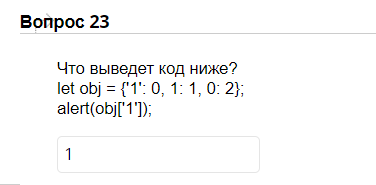 Вопрос 23
Что выведет код ниже?
let obj = {'1': 0, 1: 1, 0: 2};
alert(obj['1']);
1